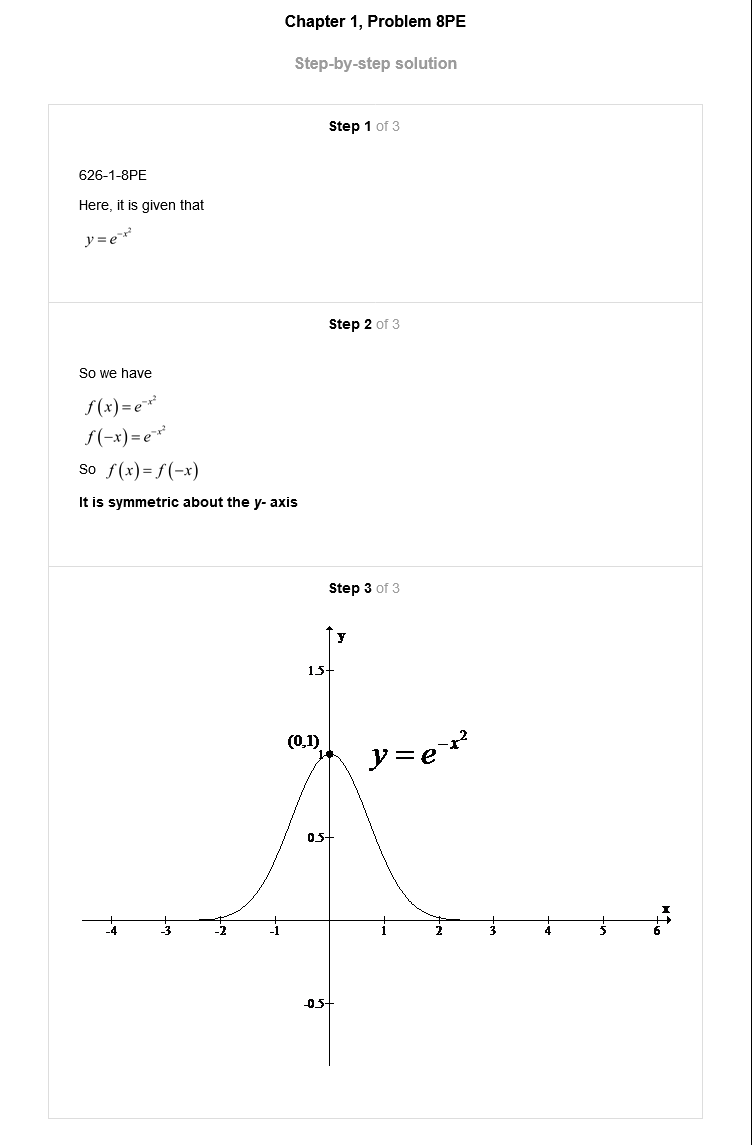 Chapter 1, Problem 8PE
Step-by-step solution
Step 1 of 3
626-1-8PE
Here, it is given that
y = e^{-x^2}
Step 2 of 3
So we have
f(x) = e^{-x^2}
f(-x) = e^{-x^2}
So f(x) = f(-x)
It is symmetric about the y- axis
Step 3 of 3
y
1.5
(0,1)
y = e^{-x^2}
1
0.5
x
-4 -3 -2 -1 1 2 3 4 5 6
-0.5